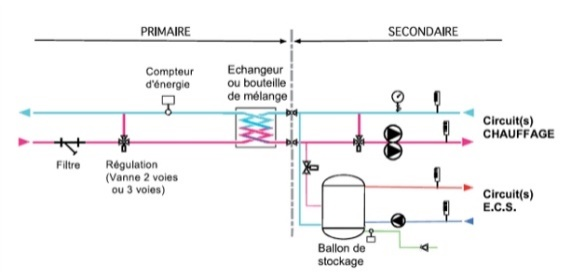 PRIMAIRE
SECONDAIRE
Compteur
d'énergie
Echangeur
ou bouteille
de mélange
Circuit(s)
CHAUFFAGE
Filtre
Régulation
(Vanne 2 voies
ou 3 voies)
Circuit(s)
E.C.S.
Ballon de
stockage